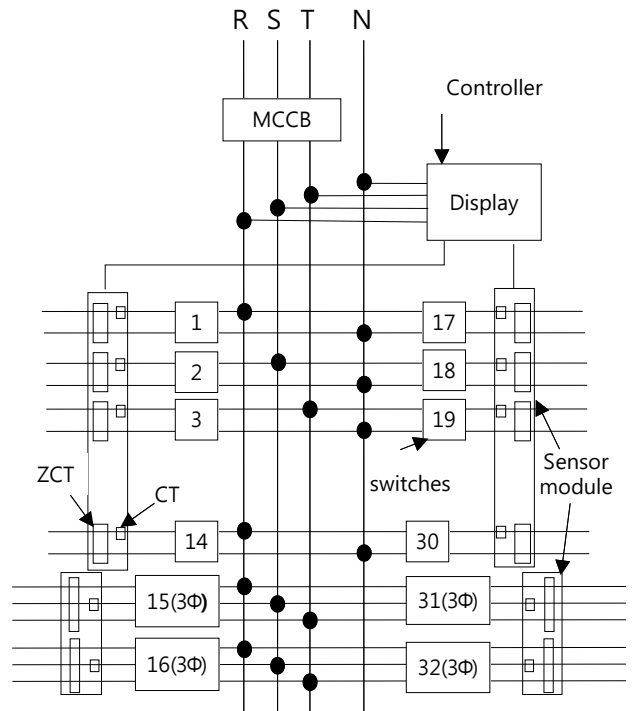 R S T N
Controller
MCCB
Display
1 17
2 18
3 19
ZCT
CT
switches
Sensor
module
14 30
15(3Φ) 31(3Φ)
16(3Φ) 32(3Φ)
R S T N